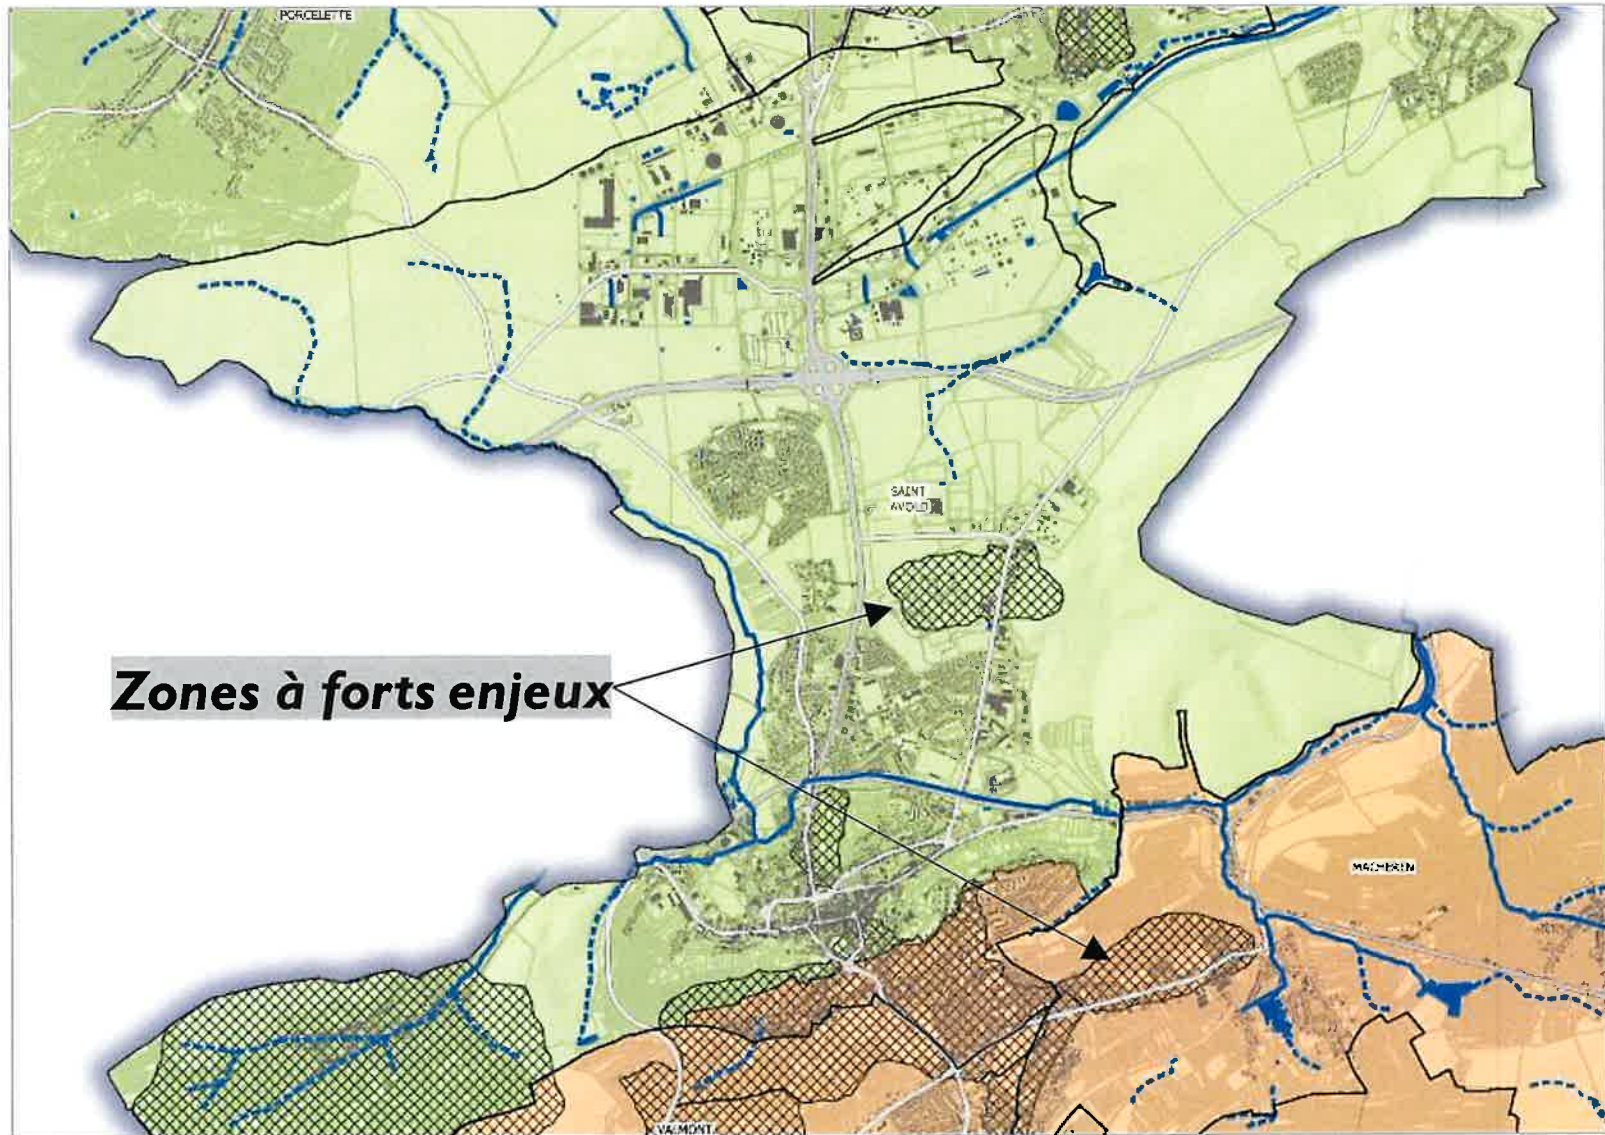 PORCELETTE
SAINT
AVOLD
Zones à forts enjeux
MACHEREN
VALMONT